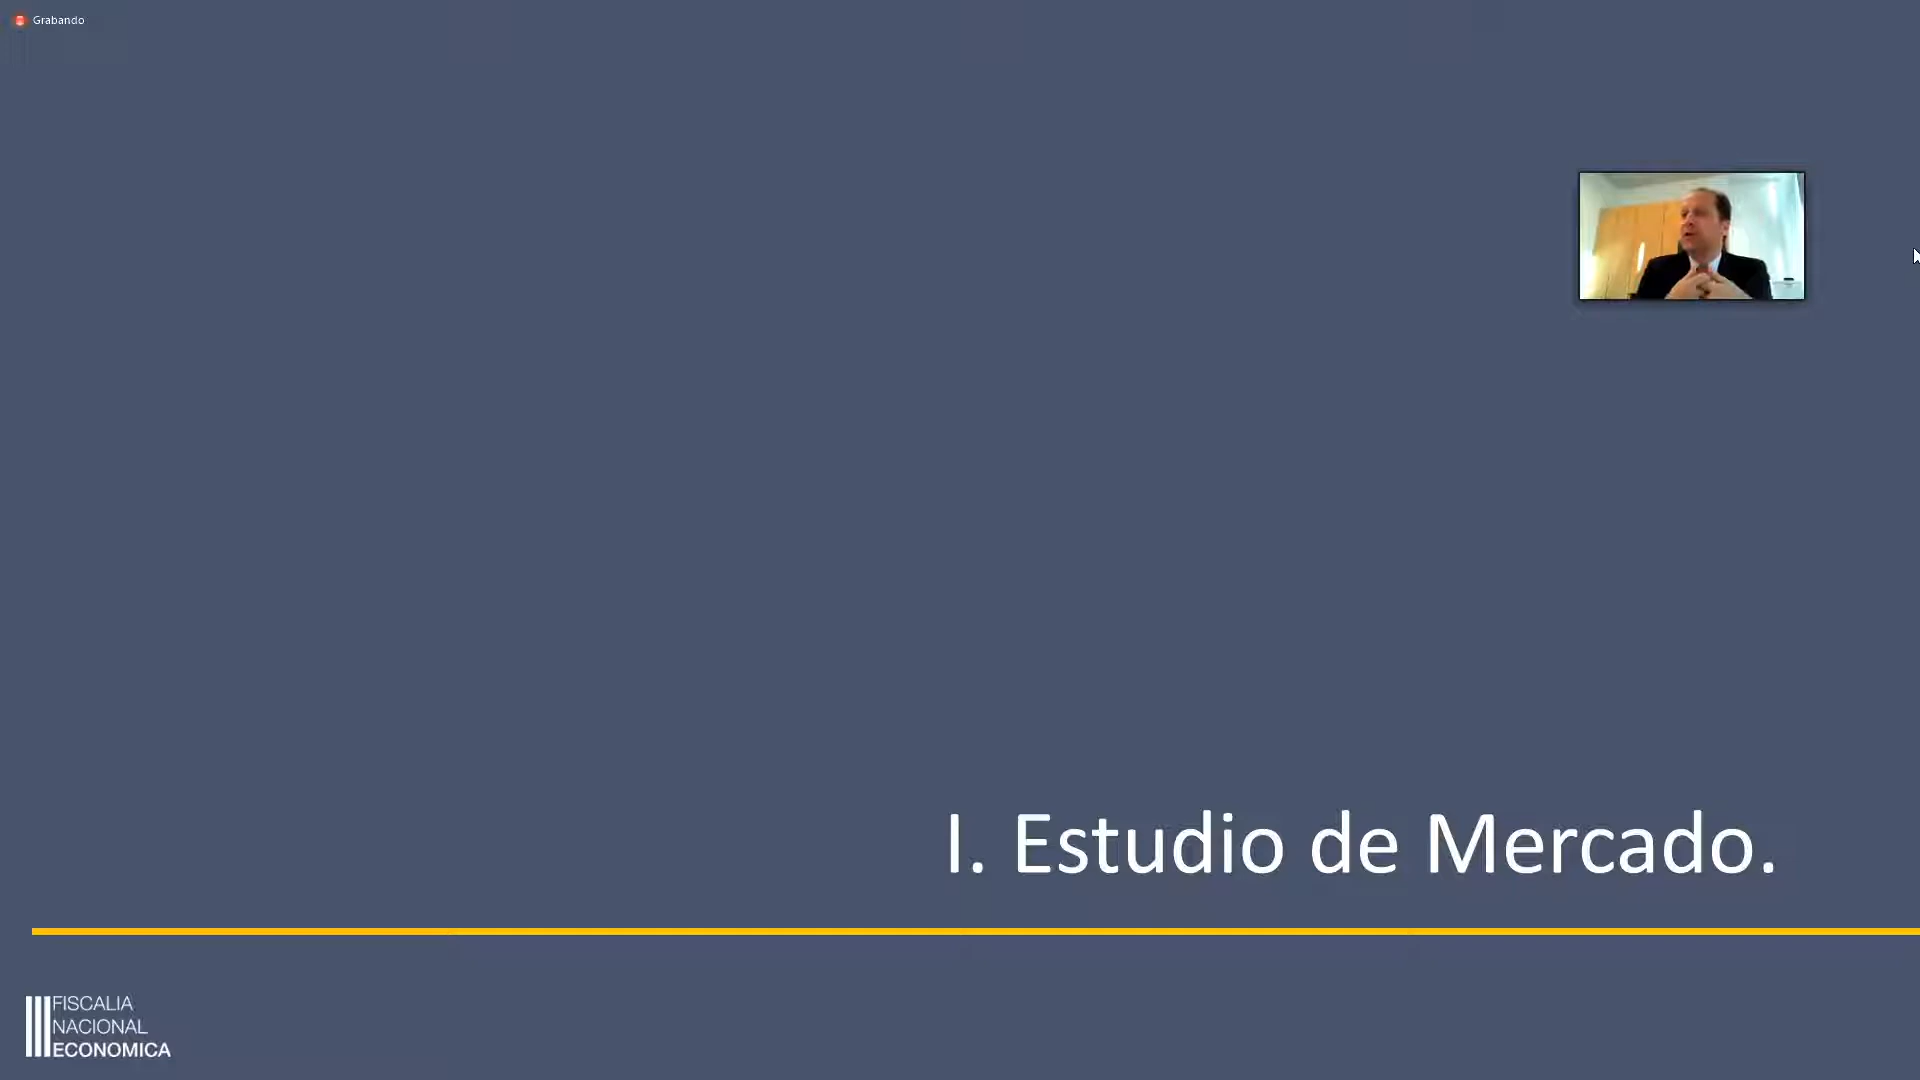 Grabando
I. Estudio de Mercado.
FISCALIA
NACIONAL
ECONOMICA